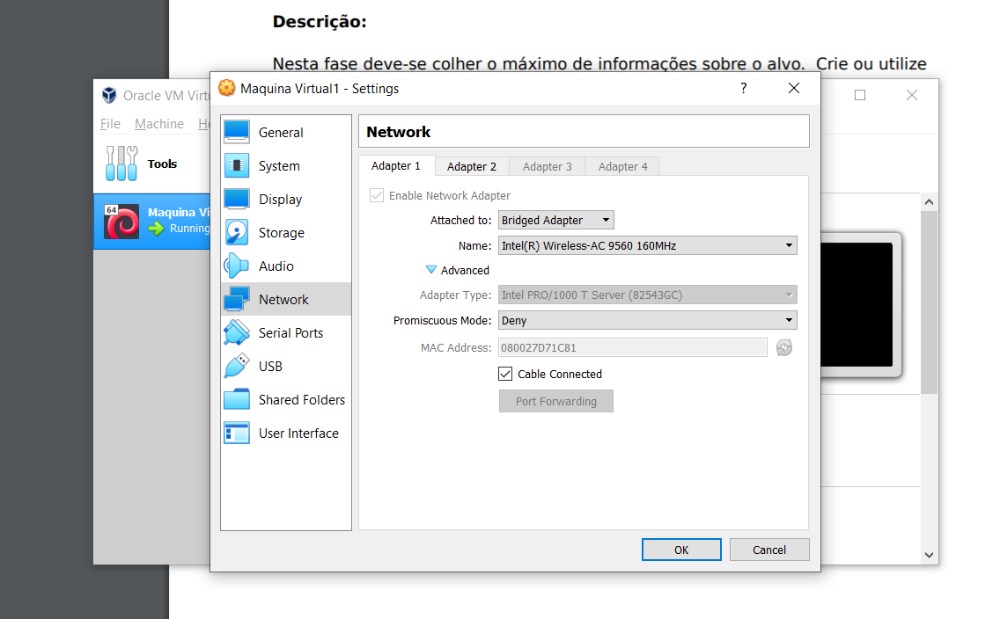 Descrição:
Nesta fase deve-se colher o máximo de informações sobre o alvo. Crie ou utilize
Oracle VM Virtu
File Machine He
Tools
64
Maquina Vi
Running
Maquina Virtual1 - Settings
?
General
System
Display
Storage
Audio
Network
Serial Ports
USB
Shared Folders
User Interface
Network
Adapter 1 Adapter 2 Adapter 3 Adapter 4
Enable Network Adapter
Attached to: Bridged Adapter
Name: Intel(R) Wireless-AC 9560 160MHz
Advanced
Adapter Type: Intel PRO/1000 T Server (82543GC)
Promiscuous Mode: Deny
MAC Address: 080027D71C81
Cable Connected
Port Forwarding
OK Cancel